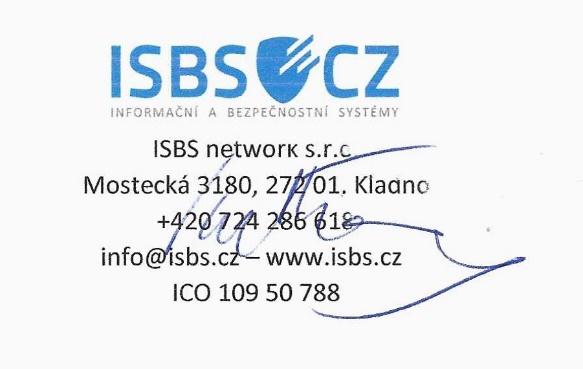 ISBS CZ
INFORMAČNÍ A BEZPEČNOSTNÍ SYSTÉMY
ISBS network s.r.o
Mostecká 3180, 272 01, Kladno
+420 724 286 618
info@isbs.cz – www.isbs.cz
ICO 109 50 788